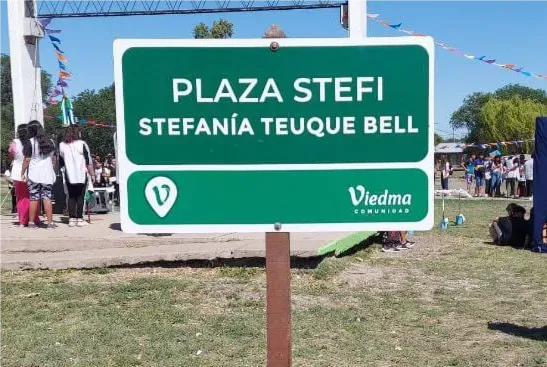 PLAZA STEFI
STEFANÍA TEUQUE BELL
V
Viedma
COMUNIDAD